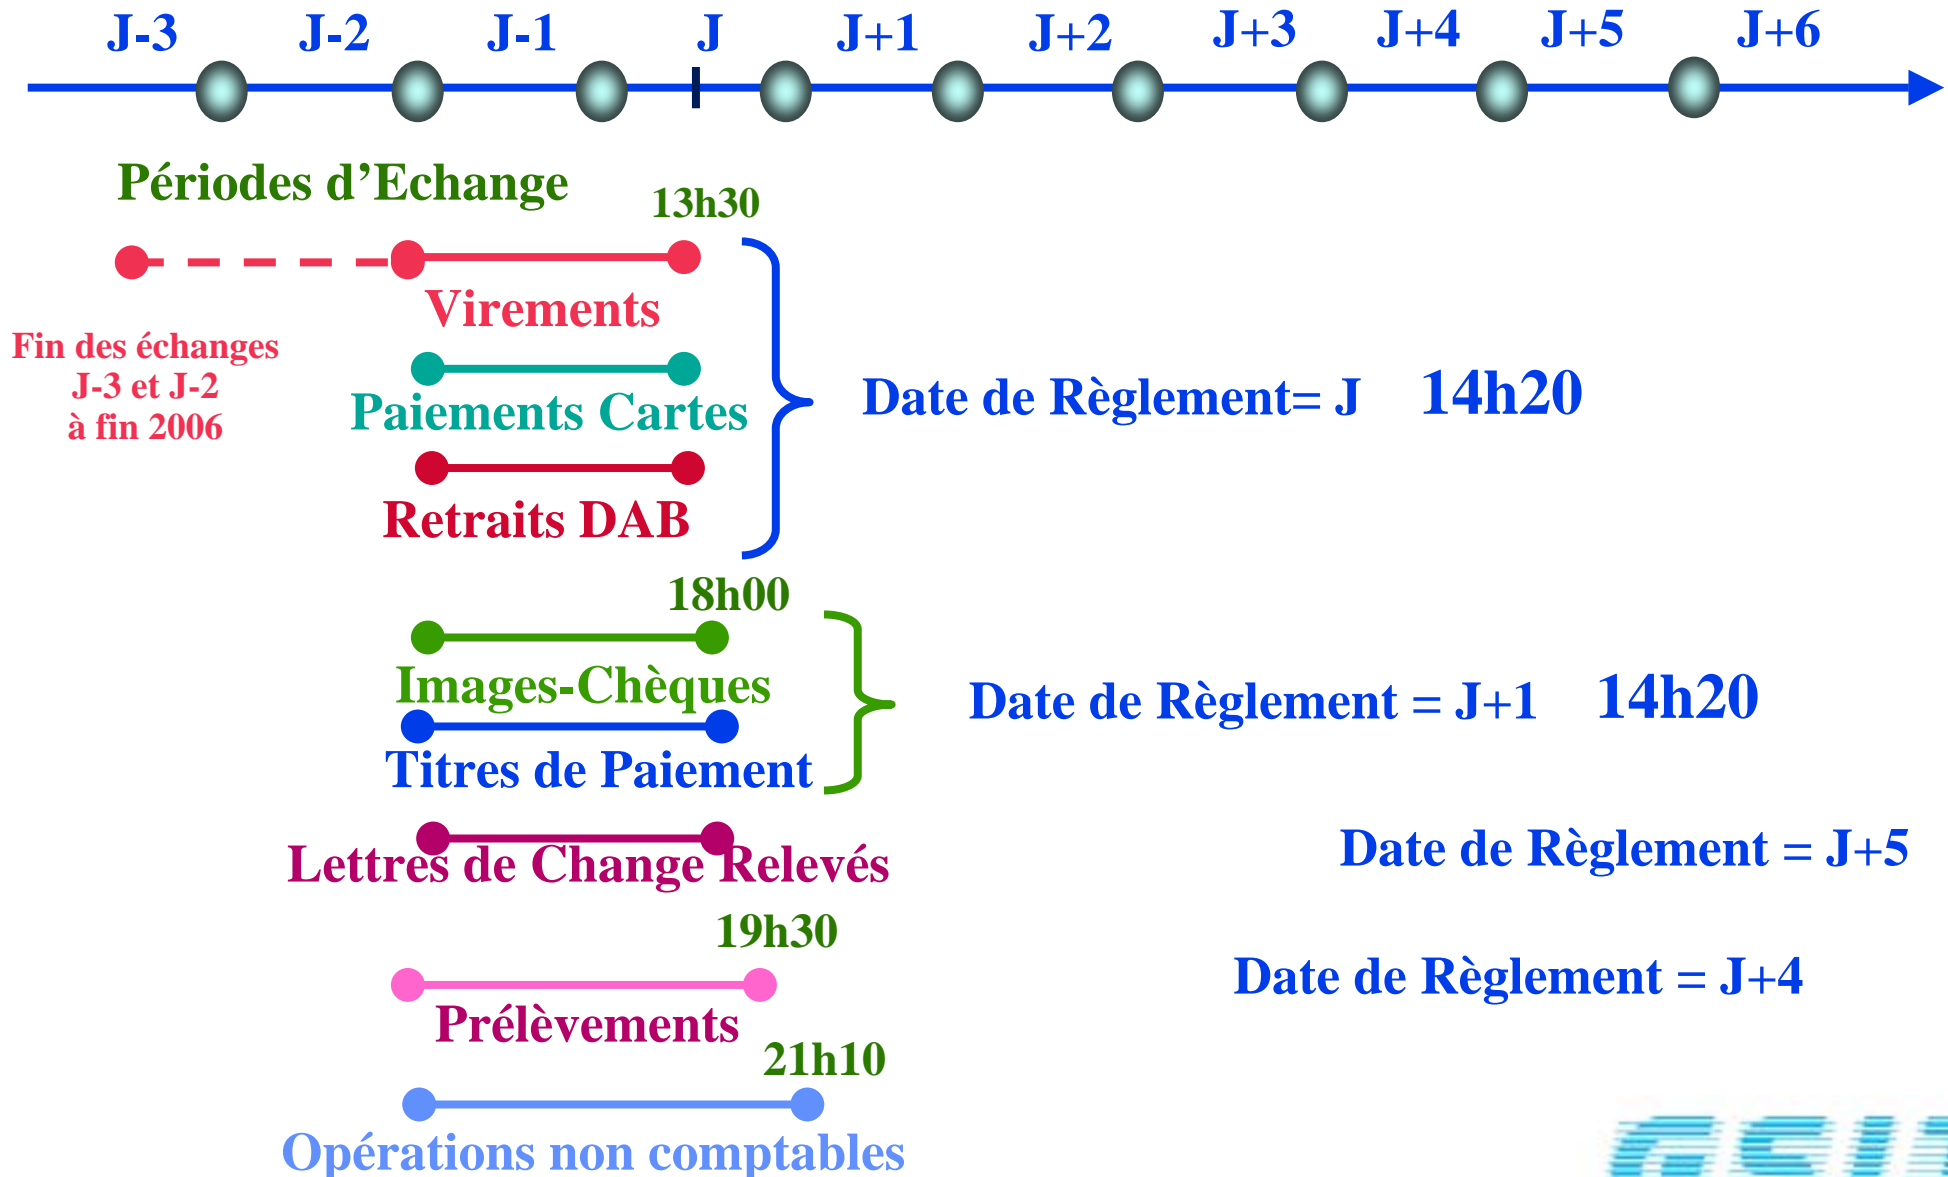 J-3 J-2 J-1 J J+1 J+2 J+3 J+4 J+5 J+6
Périodes d’Echange
13h30
Virements
Fin des échanges
J-3 et J-2
à fin 2006
Paiements Cartes
Date de Règlement= J 14h20
Retraits DAB
18h00
Images-Chèques
Date de Règlement = J+1 14h20
Titres de Paiement
Lettres de Change Relevés
Date de Règlement = J+5
19h30
Date de Règlement = J+4
Prélèvements
21h10
Opérations non comptables